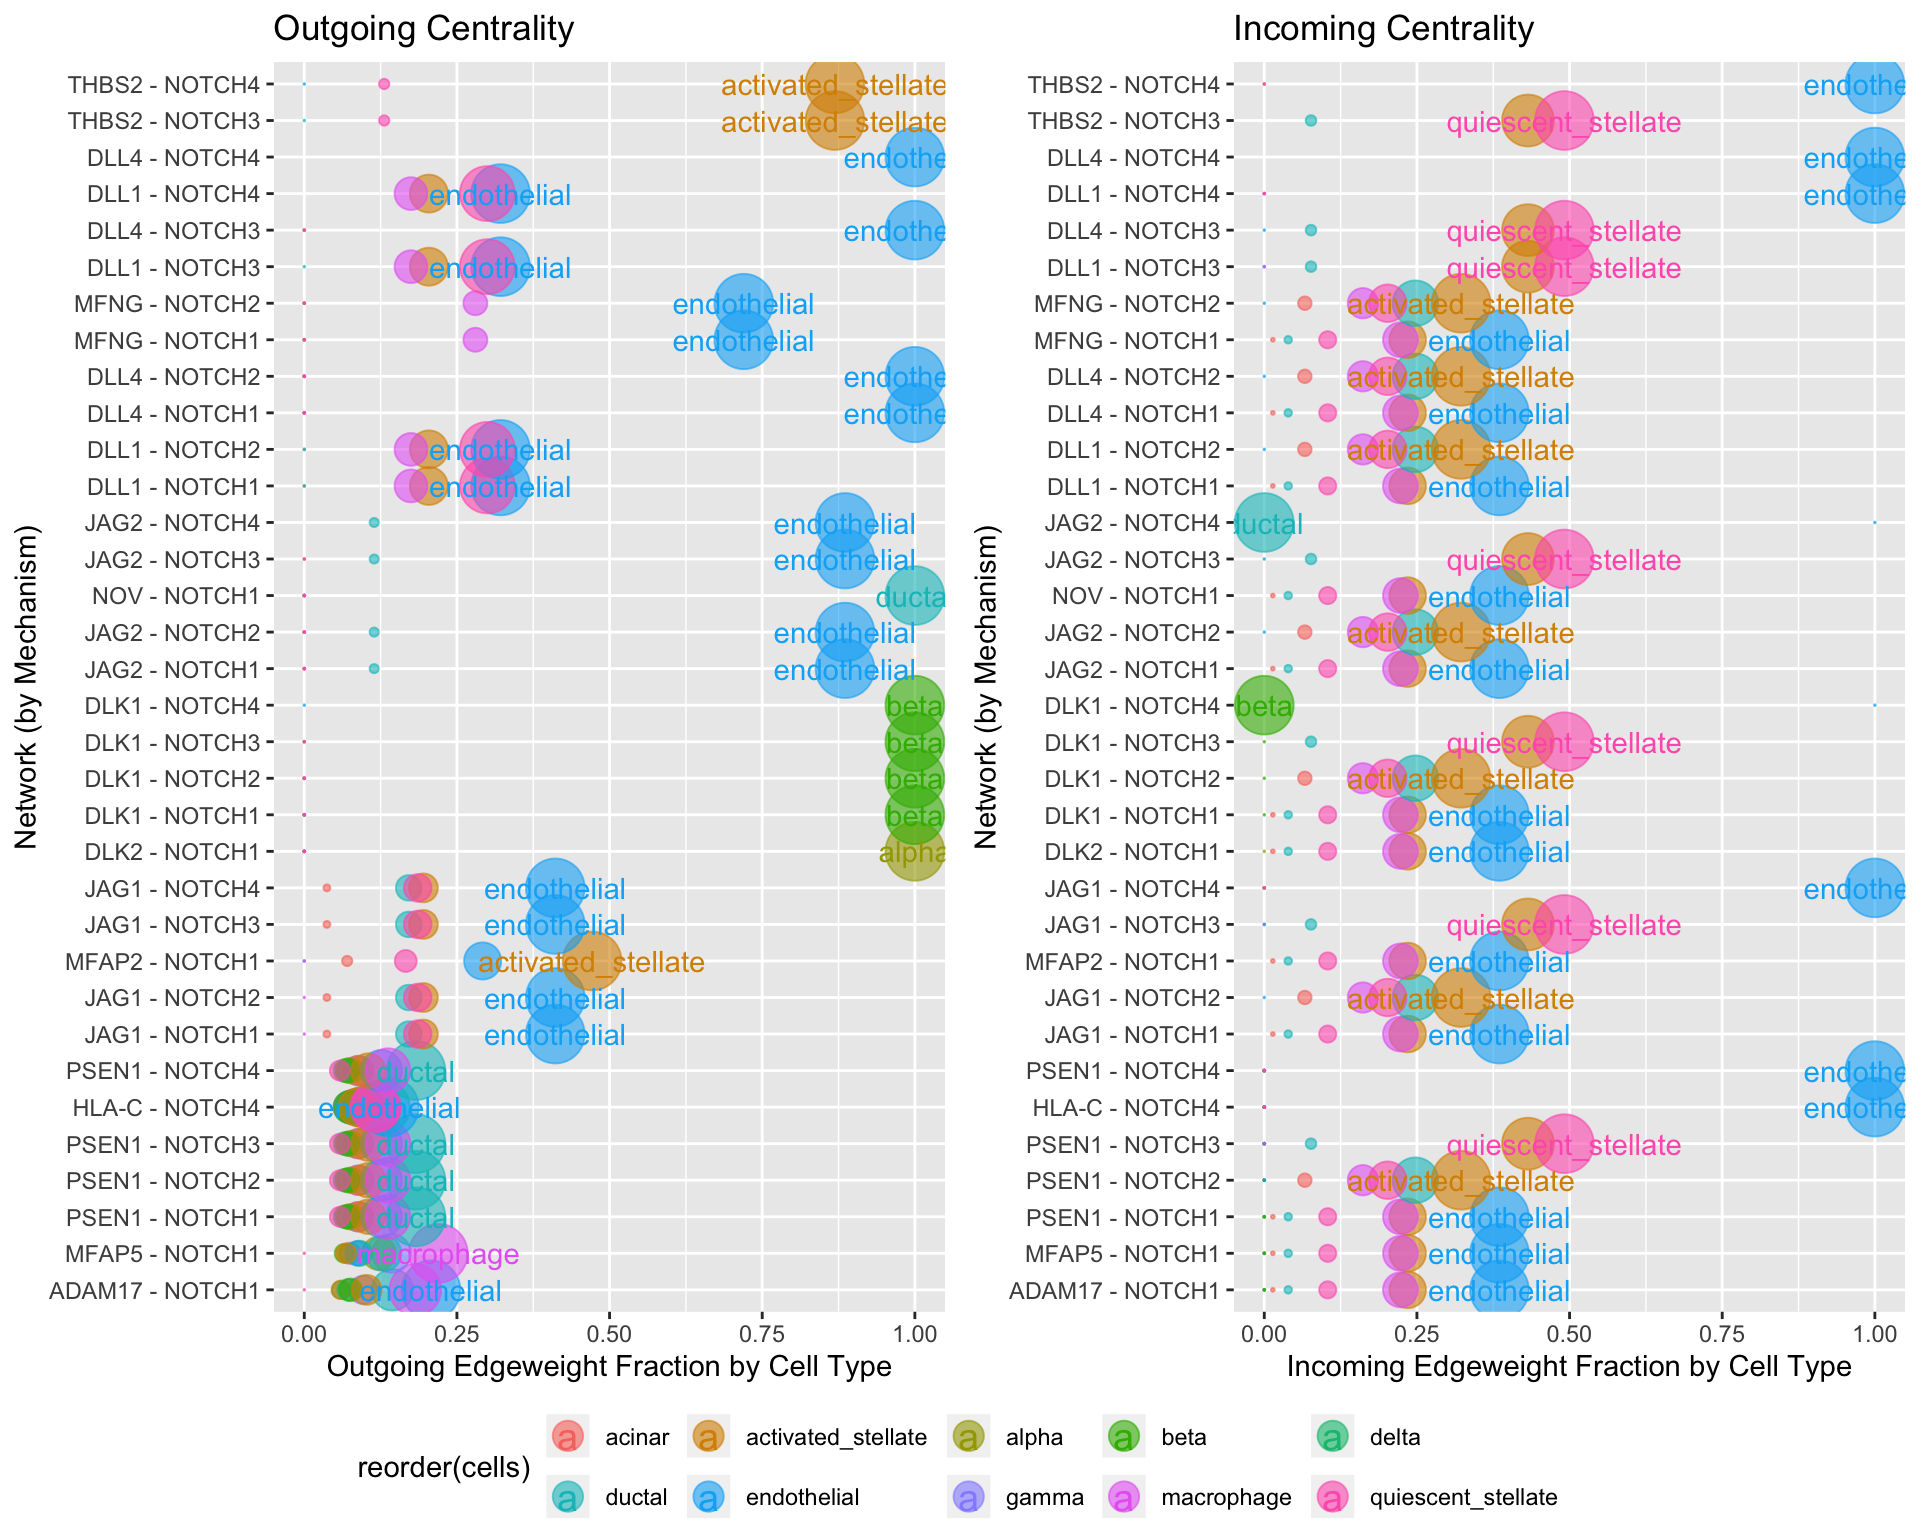 Outgoing Centrality
Network (by Mechanism)
THBS2 - NOTCH4
activated_stellate
THBS2 - NOTCH3
activated_stellate
DLL4 - NOTCH4
endothe
DLL1 - NOTCH4
endothelial
DLL4 - NOTCH3
endothe
DLL1 - NOTCH3
endothelial
MFNG - NOTCH2
endothelial
MFNG - NOTCH1
endothelial
DLL4 - NOTCH2
endothe
DLL4 - NOTCH1
endothe
DLL1 - NOTCH2
endothelial
DLL1 - NOTCH1
endothelial
JAG2 - NOTCH4
endothelial
JAG2 - NOTCH3
endothelial
NOV - NOTCH1
ducta
JAG2 - NOTCH2
endothelial
JAG2 - NOTCH1
endothelial
DLK1 - NOTCH4
beta
DLK1 - NOTCH3
beta
DLK1 - NOTCH2
beta
DLK1 - NOTCH1
beta
DLK2 - NOTCH1
alpha
JAG1 - NOTCH4
endothelial
JAG1 - NOTCH3
endothelial
MFAP2 - NOTCH1
activated_stellate
JAG1 - NOTCH2
endothelial
JAG1 - NOTCH1
endothelial
PSEN1 - NOTCH4
ductal
HLA-C - NOTCH4
endothelial
PSEN1 - NOTCH3
ductal
PSEN1 - NOTCH2
ductal
PSEN1 - NOTCH1
ductal
MFAP5 - NOTCH1
macrophage
ADAM17 - NOTCH1
endothelial
0.00 0.25 0.50 0.75 1.00
Outgoing Edgeweight Fraction by Cell Type
Incoming Centrality
Network (by Mechanism)
THBS2 - NOTCH4
endothe
THBS2 - NOTCH3
quiescent_stellate
DLL4 - NOTCH4
endothe
DLL1 - NOTCH4
endothe
DLL4 - NOTCH3
quiescent_stellate
DLL1 - NOTCH3
quiescent_stellate
MFNG - NOTCH2
activated_stellate
MFNG - NOTCH1
endothelial
DLL4 - NOTCH2
activated_stellate
DLL4 - NOTCH1
endothelial
DLL1 - NOTCH2
activated_stellate
DLL1 - NOTCH1
endothelial
JAG2 - NOTCH4
ductal
JAG2 - NOTCH3
quiescent_stellate
NOV - NOTCH1
endothelial
JAG2 - NOTCH2
activated_stellate
JAG2 - NOTCH1
endothelial
DLK1 - NOTCH4
beta
DLK1 - NOTCH3
quiescent_stellate
DLK1 - NOTCH2
activated_stellate
DLK1 - NOTCH1
endothelial
DLK2 - NOTCH1
endothelial
JAG1 - NOTCH4
endothe
JAG1 - NOTCH3
quiescent_stellate
MFAP2 - NOTCH1
endothelial
JAG1 - NOTCH2
activated_stellate
JAG1 - NOTCH1
endothelial
PSEN1 - NOTCH4
endothe
HLA-C - NOTCH4
endothe
PSEN1 - NOTCH3
quiescent_stellate
PSEN1 - NOTCH2
activated_stellate
PSEN1 - NOTCH1
endothelial
MFAP5 - NOTCH1
endothelial
ADAM17 - NOTCH1
endothelial
0.00 0.25 0.50 0.75 1.00
Incoming Edgeweight Fraction by Cell Type
reorder(cells)
a acinar a activated_stellate a alpha a beta a delta
a ductal a endothelial a gamma a macrophage a quiescent_stellate